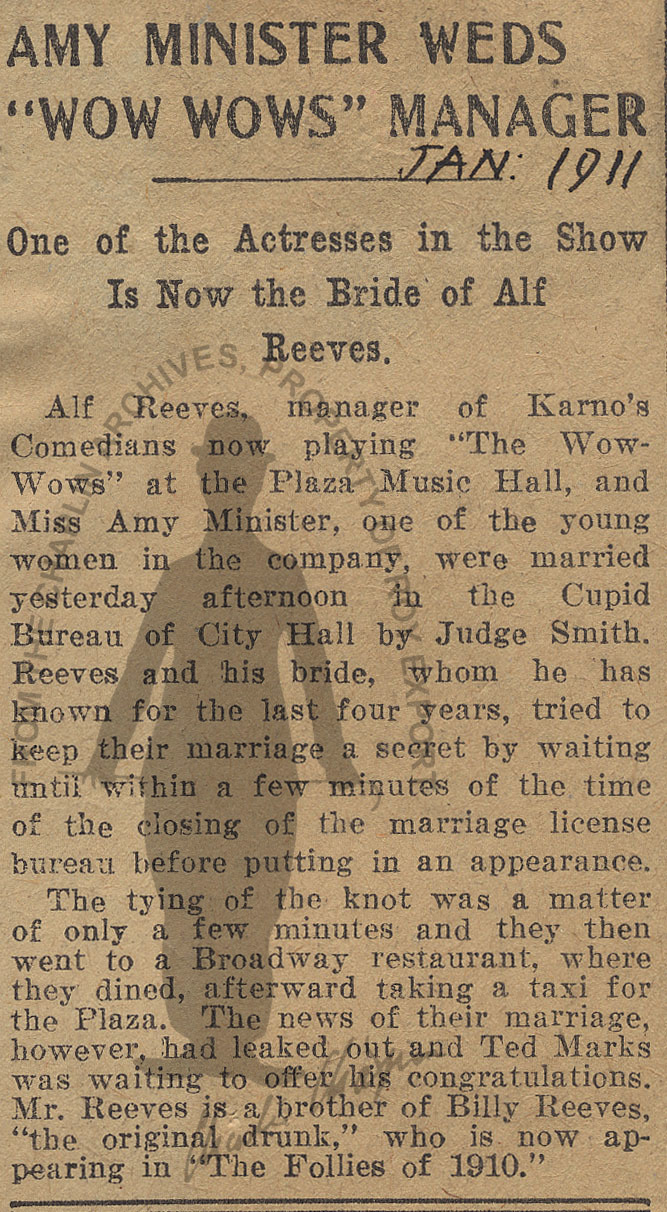 AMY MINISTER WEDS
"WOW WOWS" MANAGER
JAN: 1911
One of the Actresses in the Show
Is Now the Bride of Alf
Reeves.
Alf Reeves, manager of Karno's
Comedians now playing "The Wow-
Wows" at the Plaza Music Hall, and
Miss Amy Minister, one of the young
women in the company, were married
yesterday afternoon in the Cupid
Bureau of City Hall by Judge Smith.
Reeves and his bride, whom he has
known for the last four years, tried to
keep their marriage a secret by waiting
until within a few minutes of the time
of the closing of the marriage license
bureau before putting in an appearance.
The tying of the knot was a matter
of only a few minutes and they then
went to a Broadway restaurant, where
they dined, afterward taking a taxi for
the Plaza. The news of their marriage,
however, had leaked out and Ted Marks
was waiting to offer his congratulations.
Mr. Reeves is a brother of Billy Reeves,
"the original drunk," who is now ap-
pearing in "The Follies of 1910."
FROM THE CHAPLIN ARCHIVES, PROPERTY OF ROY EXPORT